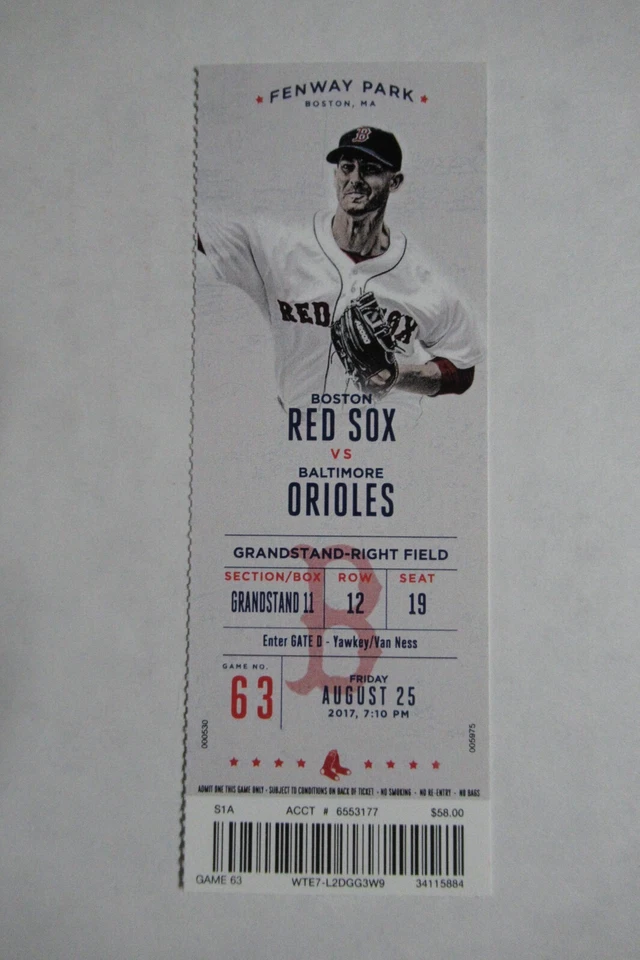 FENWAY PARK
BOSTON, MA
B
RED SOX
BOSTON
RED SOX
VS
BALTIMORE
ORIOLES
GRANDSTAND-RIGHT FIELD
SECTION/BOX ROW SEAT
GRANDSTAND 11 12 19
Enter GATE D - Yawkey/Van Ness
B
GAME NO.
63
FRIDAY
AUGUST 25
2017, 7:10 PM
000530
005975
ADMIT ONE THIS GAME ONLY - SUBJECT TO CONDITIONS ON BACK OF TICKET - NO SMOKING - NO RE-ENTRY - NO BAGS
S1A ACCT # 6553177 $58.00
GAME 63 WTE7-L2DGG3W9 34115884